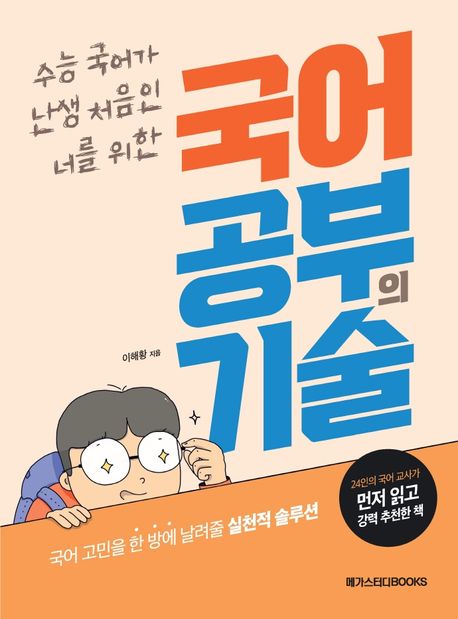 수능 국어가
난생 처음인
너를 위한
국어
공부의
기술
이해황 지음
국어 고민을 한 방에 날려줄 실천적 솔루션
24인의 국어 교사가
먼저 읽고
강력 추천한 책
메가스터디BOOKS